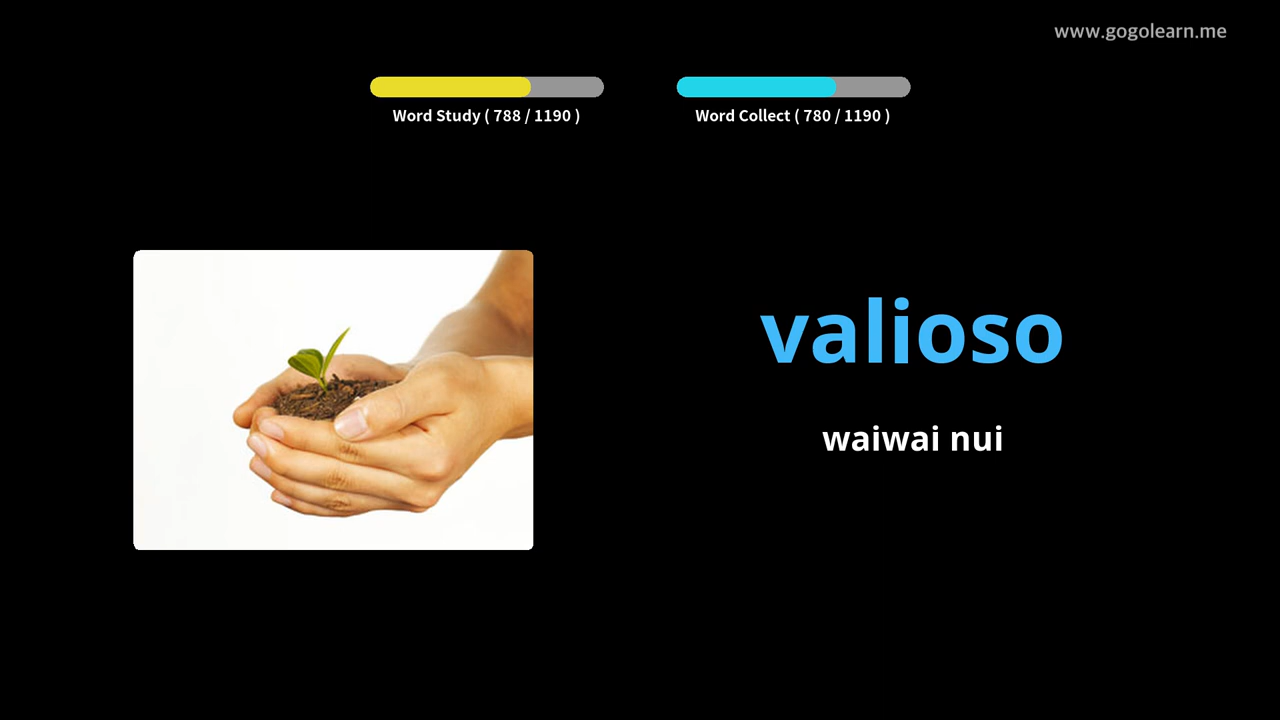 www.gogolearn.me
Word Study ( 788 / 1190 )
Word Collect ( 780 / 1190 )
valioso
waiwai nui